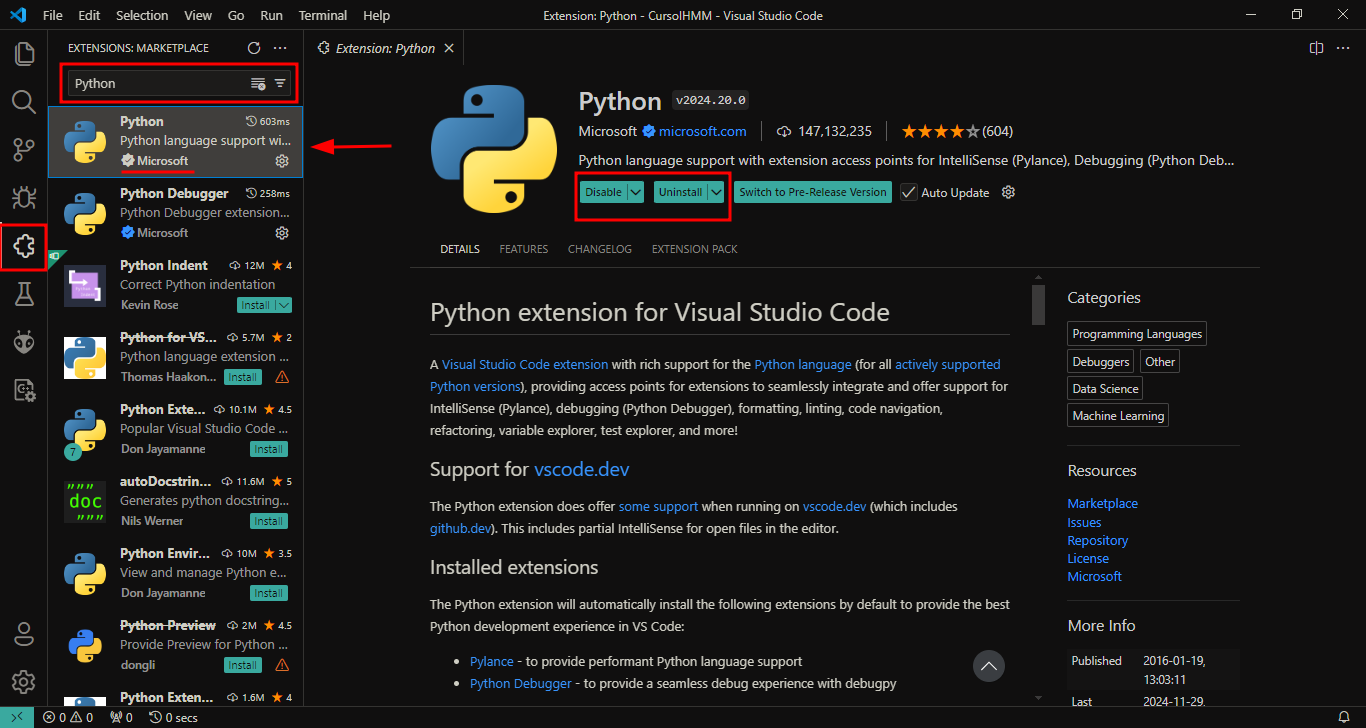 File Edit Selection View Go Run Terminal Help
Extension: Python - CursoIHMM - Visual Studio Code
EXTENSIONS: MARKETPLACE
Python
Python 603ms
Python language support wi...
Microsoft
Python Debugger 258ms
Python Debugger extension...
Microsoft
Python Indent 12M 4
Correct Python indentation
Kevin Rose Install
Python for VS... 5.7M 2
Python language extension ...
Thomas Haakon... Install
Python Exte... 10.1M 4.5
Popular Visual Studio Code ...
7
Don Jayamanne Install
autoDocstrin... 11.6M 5
"""
doc
"""
Generates python docstring...
Nils Werner Install
Python Envir... 10M 3.5
View and manage Python e...
Don Jayamanne Install
Python Preview 2M 4.5
Provide Preview for Python ...
dongli Install
Python Exten... 1.6M 4
Extension: Python
Python v2024.20.0
Microsoft microsoft.com 147,132,235 (604)
Python language support with extension access points for IntelliSense (Pylance), Debugging (Python Deb...
Disable Uninstall Switch to Pre-Release Version Auto Update
DETAILS FEATURES CHANGELOG EXTENSION PACK
Python extension for Visual Studio Code
A Visual Studio Code extension with rich support for the Python language (for all actively supported
Python versions), providing access points for extensions to seamlessly integrate and offer support for
IntelliSense (Pylance), debugging (Python Debugger), formatting, linting, code navigation,
refactoring, variable explorer, test explorer, and more!
Support for vscode.dev
The Python extension does offer some support when running on vscode.dev (which includes
github.dev). This includes partial IntelliSense for open files in the editor.
Installed extensions
The Python extension will automatically install the following extensions by default to provide the best
Python development experience in VS Code:
• Pylance - to provide performant Python language support
• Python Debugger - to provide a seamless debug experience with debugpy
Categories
Programming Languages
Debuggers Other
Data Science
Machine Learning
Resources
Marketplace
Issues
Repository
License
Microsoft
More Info
Published 2016-01-19,
13:03:11
Last 2024-11-29,
0 0 0 0 secs